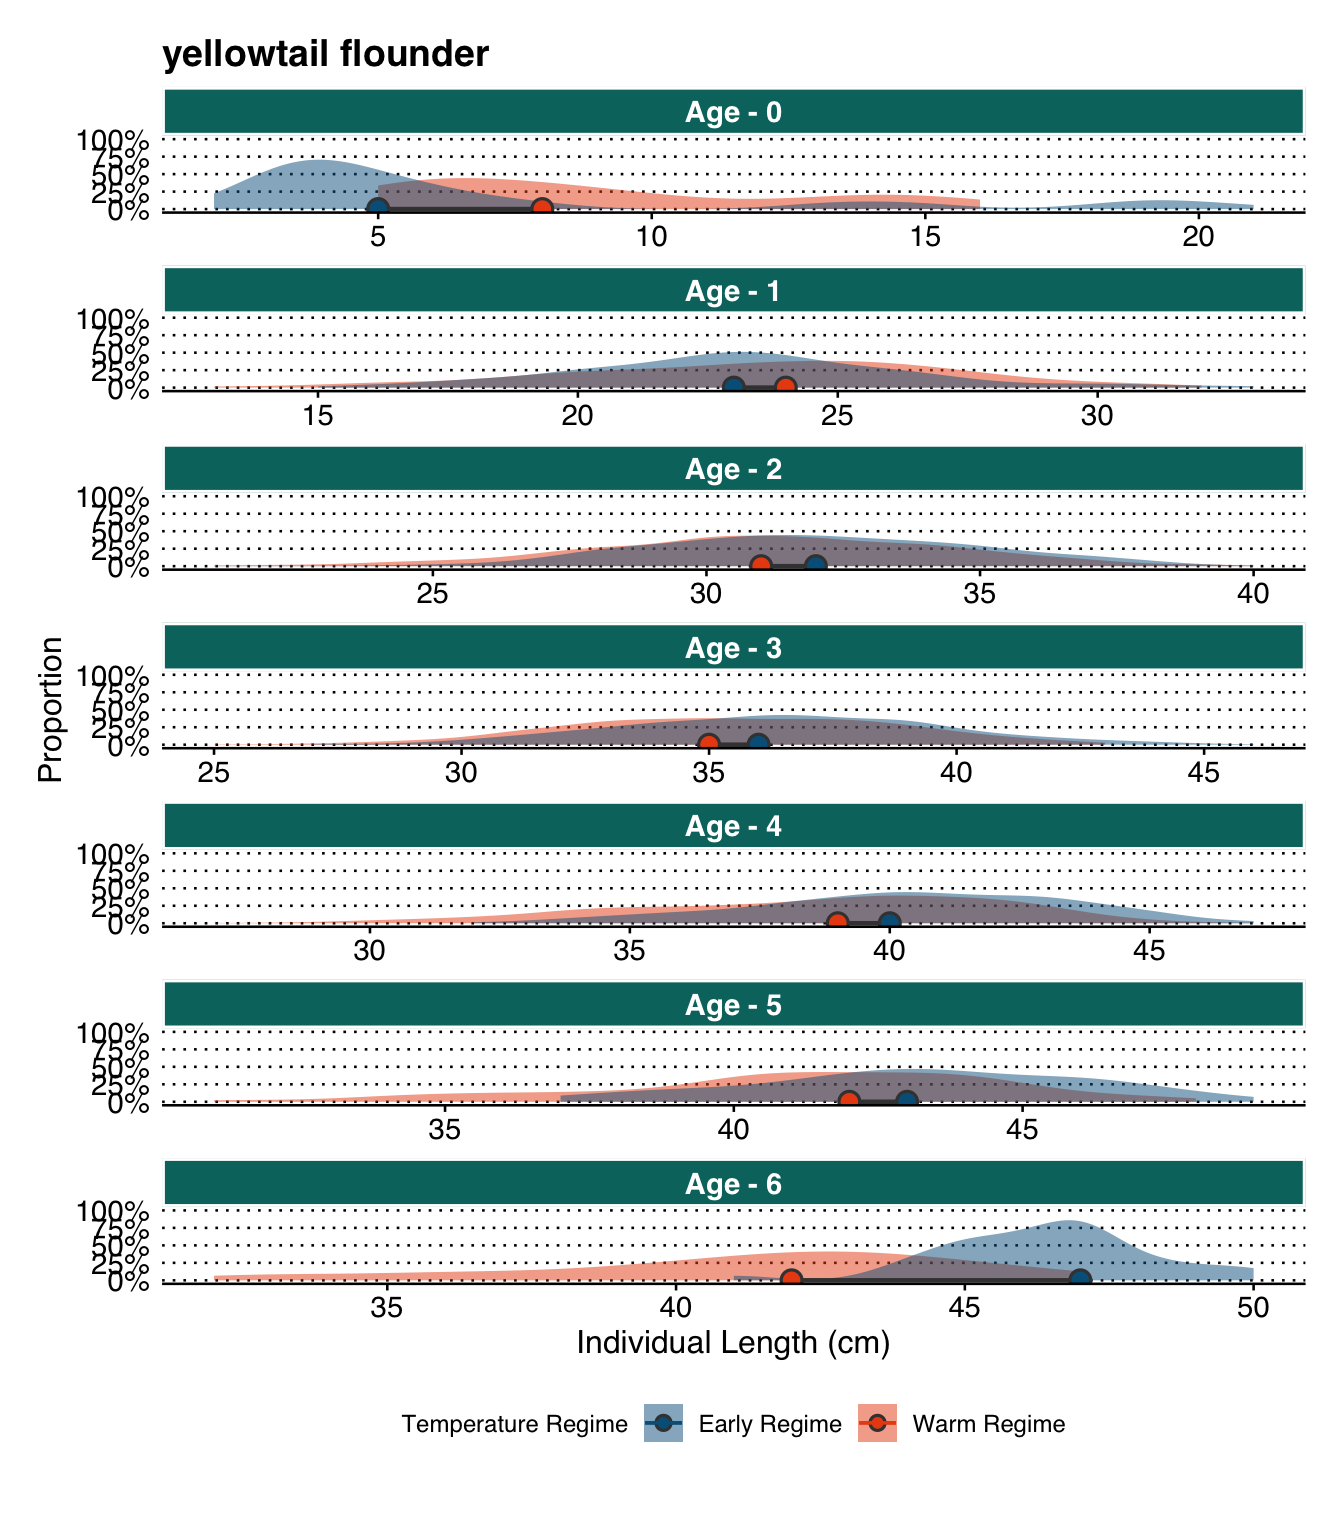 yellowtail flounder
Age - 0
100%
75%
50%
25%
0%
5 10 15 20
Age - 1
100%
75%
50%
25%
0%
15 20 25 30
Age - 2
100%
75%
50%
25%
0%
25 30 35 40
Age - 3
100%
75%
50%
25%
0%
25 30 35 40 45
Proportion
Age - 4
100%
75%
50%
25%
0%
30 35 40 45
Age - 5
100%
75%
50%
25%
0%
35 40 45
Age - 6
100%
75%
50%
25%
0%
35 40 45 50
Individual Length (cm)
Temperature Regime Early Regime Warm Regime